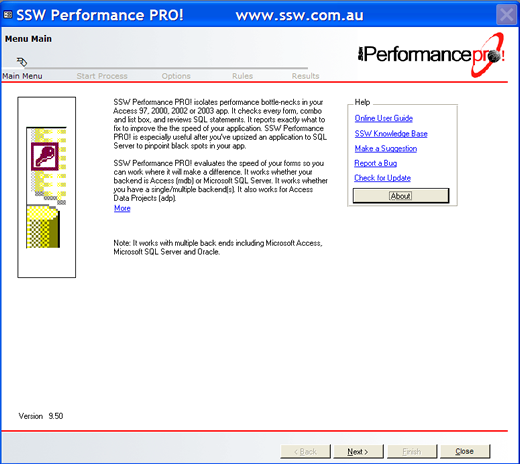 SSW Performance PRO! www.ssw.com.au
Menu Main
SSW Performance pro!
Main Menu Start Process Options Rules Results
SSW Performance PRO! isolates performance bottle-necks in your
Access 97, 2000, 2002 or 2003 app. It checks every form, combo
and list box, and reviews SQL statements. It reports exactly what to
fix to improve the the speed of your application. SSW Performance
PRO! is especially useful after you've upsized an application to SQL
Server to pinpoint black spots in your app.
SSW Performance PRO! evaluates the speed of your forms so you
can work where it will make a difference. It works whether your
backend is Access (mdb) or Microsoft SQL Server. It works whether
you have a single/multiple backend(s). It also works for Access
Data Projects (adp).
More
Note: It works with multiple back ends including Microsoft Access,
Microsoft SQL Server and Oracle.
Help
Online User Guide
SSW Knowledge Base
Make a Suggestion
Report a Bug
Check for Update
About
Version 9.50
< Back Next > Finish Close